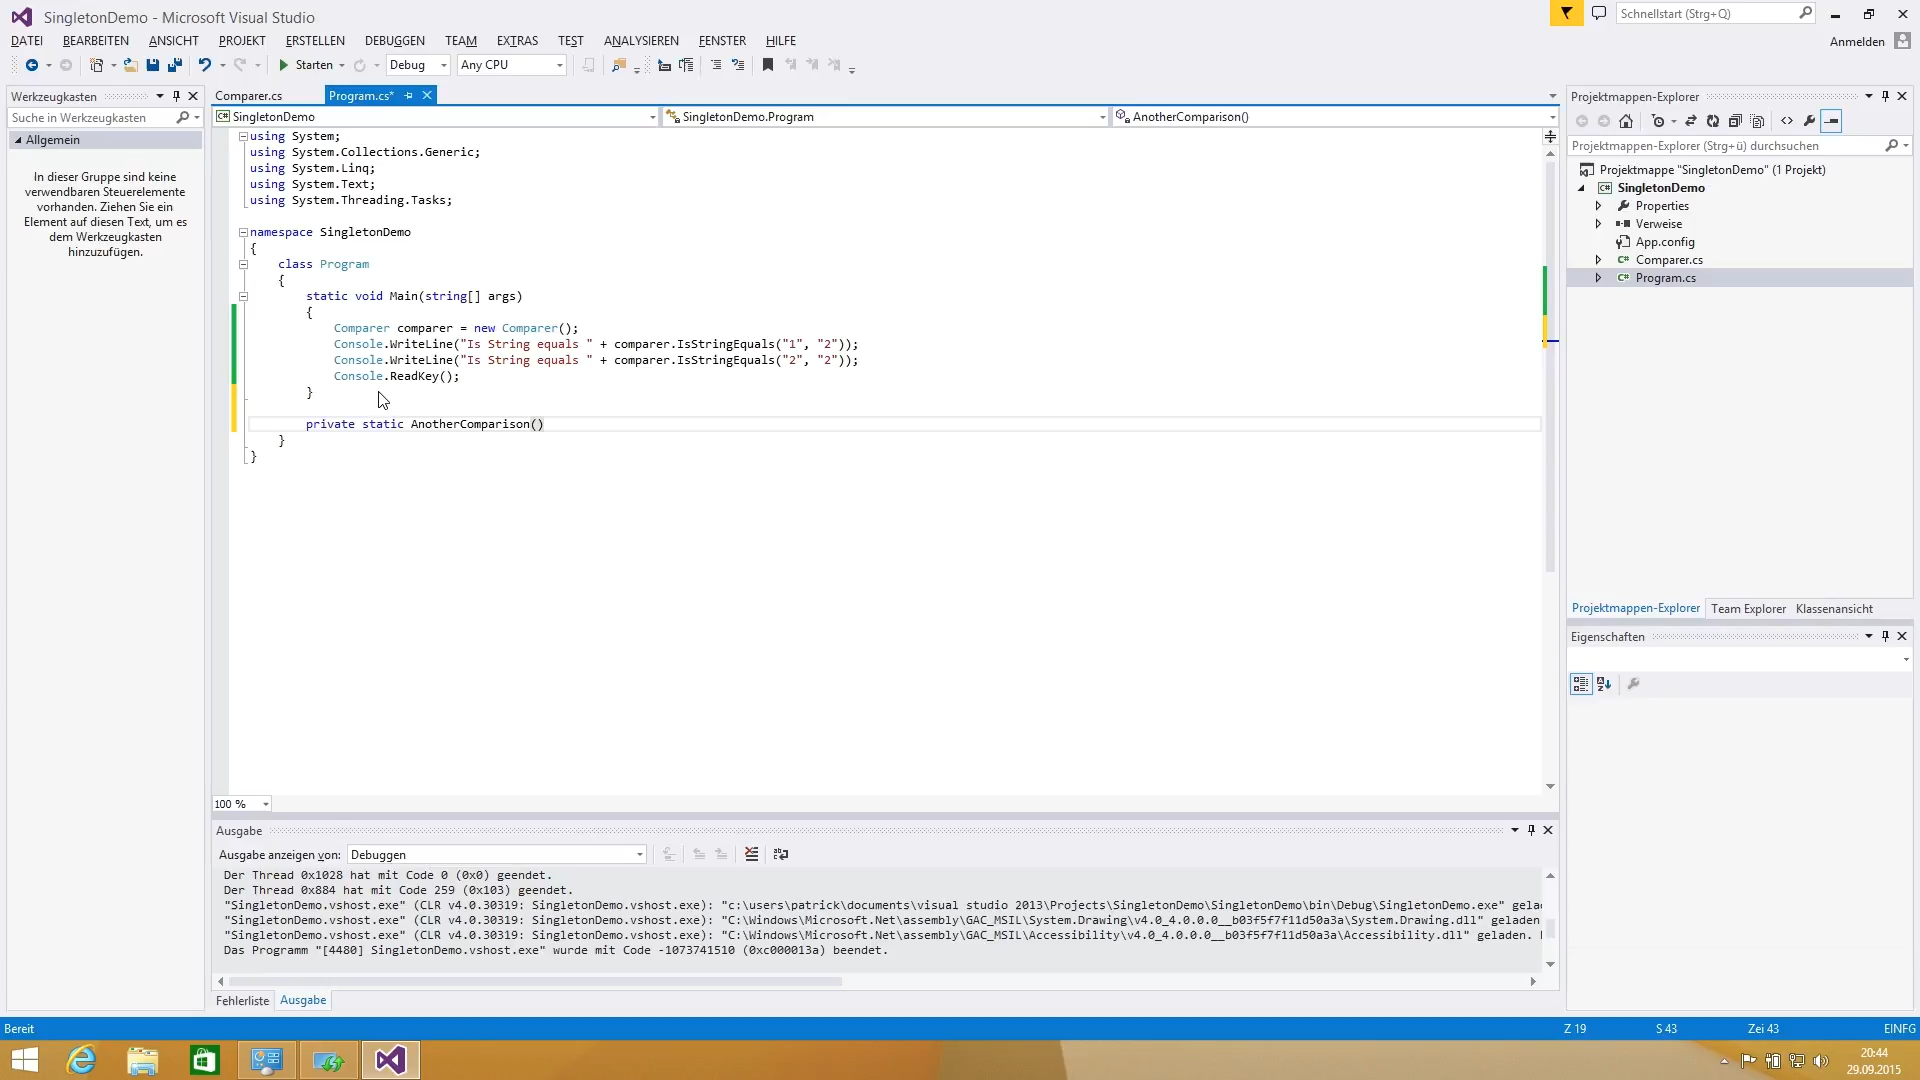 SingletonDemo - Microsoft Visual Studio
Schnellstart (Strg+Q)
DATEI BEARBEITEN ANSICHT PROJEKT ERSTELLEN DEBUGGEN TEAM EXTRAS TEST ANALYSIEREN FENSTER HILFE
Anmelden
Starten Debug Any CPU
Werkzeugkasten
Suche in Werkzeugkasten
Allgemein
In dieser Gruppe sind keine
verwendbaren Steuerelemente
vorhanden. Ziehen Sie ein
Element auf diesen Text, um es
dem Werkzeugkasten
hinzuzufügen.
Comparer.cs Program.cs*
SingletonDemo SingletonDemo.Program AnotherComparison()
using System;
using System.Collections.Generic;
using System.Linq;
using System.Text;
using System.Threading.Tasks;
namespace SingletonDemo
{
class Program
{
static void Main(string[] args)
{
Comparer comparer = new Comparer();
Console.WriteLine("Is String equals " + comparer.IsStringEquals("1", "2"));
Console.WriteLine("Is String equals " + comparer.IsStringEquals("2", "2"));
Console.ReadKey();
}
private static AnotherComparison()
}
}
100 %
Ausgabe
Ausgabe anzeigen von: Debuggen
Der Thread 0x1028 hat mit Code 0 (0x0) geendet.
Der Thread 0x884 hat mit Code 259 (0x103) geendet.
"SingletonDemo.vshost.exe" (CLR v4.0.30319: SingletonDemo.vshost.exe): "c:\users\patrick\documents\visual studio 2013\Projects\SingletonDemo\SingletonDemo\bin\Debug\SingletonDemo.exe" gela
"SingletonDemo.vshost.exe" (CLR v4.0.30319: SingletonDemo.vshost.exe): "C:\Windows\Microsoft.Net\assembly\GAC_MSIL\System.Drawing\v4.0_4.0.0.0__b03f5f7f11d50a3a\System.Drawing.dll" geladen
"SingletonDemo.vshost.exe" (CLR v4.0.30319: SingletonDemo.vshost.exe): "C:\Windows\Microsoft.Net\assembly\GAC_MSIL\Accessibility\v4.0_4.0.0.0__b03f5f7f11d50a3a\Accessibility.dll" geladen.
Das Programm "[4480] SingletonDemo.vshost.exe" wurde mit Code -1073741510 (0xc000013a) beendet.
Fehlerliste Ausgabe
Projektmappen-Explorer
Projektmappen-Explorer (Strg+ü) durchsuchen
Projektmappe "SingletonDemo" (1 Projekt)
C# SingletonDemo
Properties
Verweise
App.config
C# Comparer.cs
C# Program.cs
Projektmappen-Explorer Team Explorer Klassenansicht
Eigenschaften
Bereit
Z 19 S 43 Zei 43 EINFG
20:44
29.09.2015